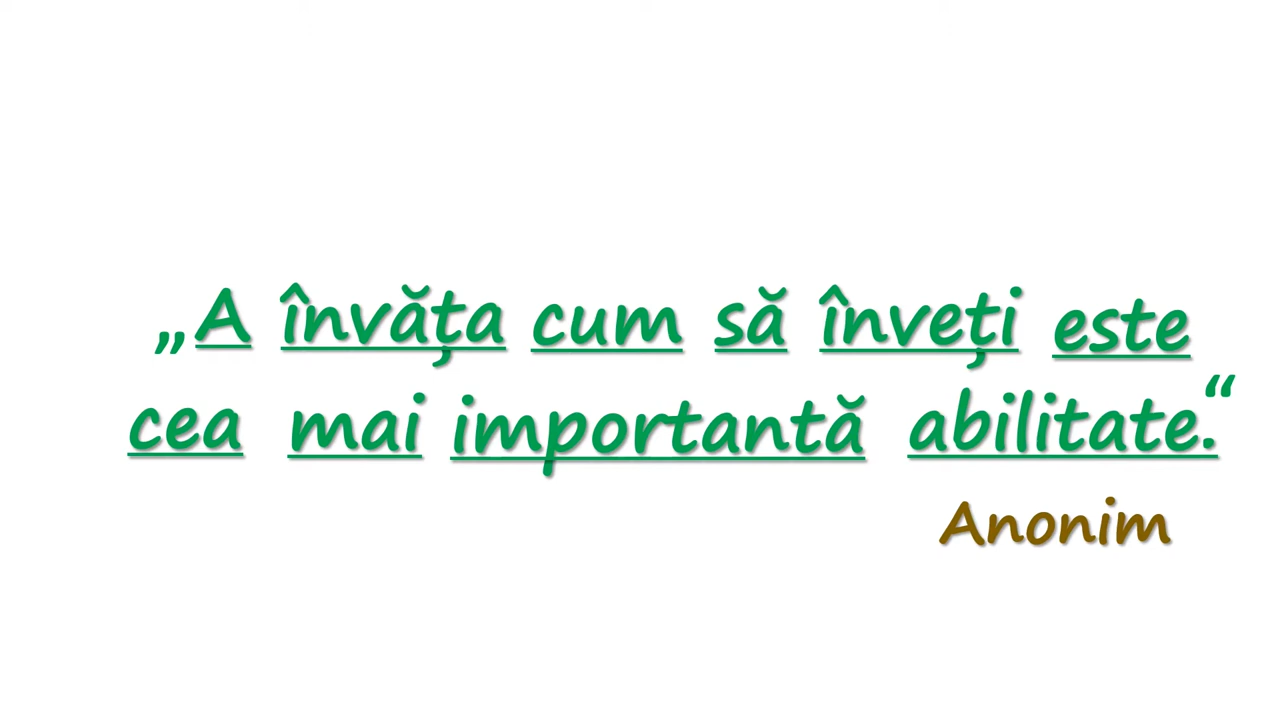 „A învăța cum să înveți este
cea mai importantă abilitate.“
Anonim